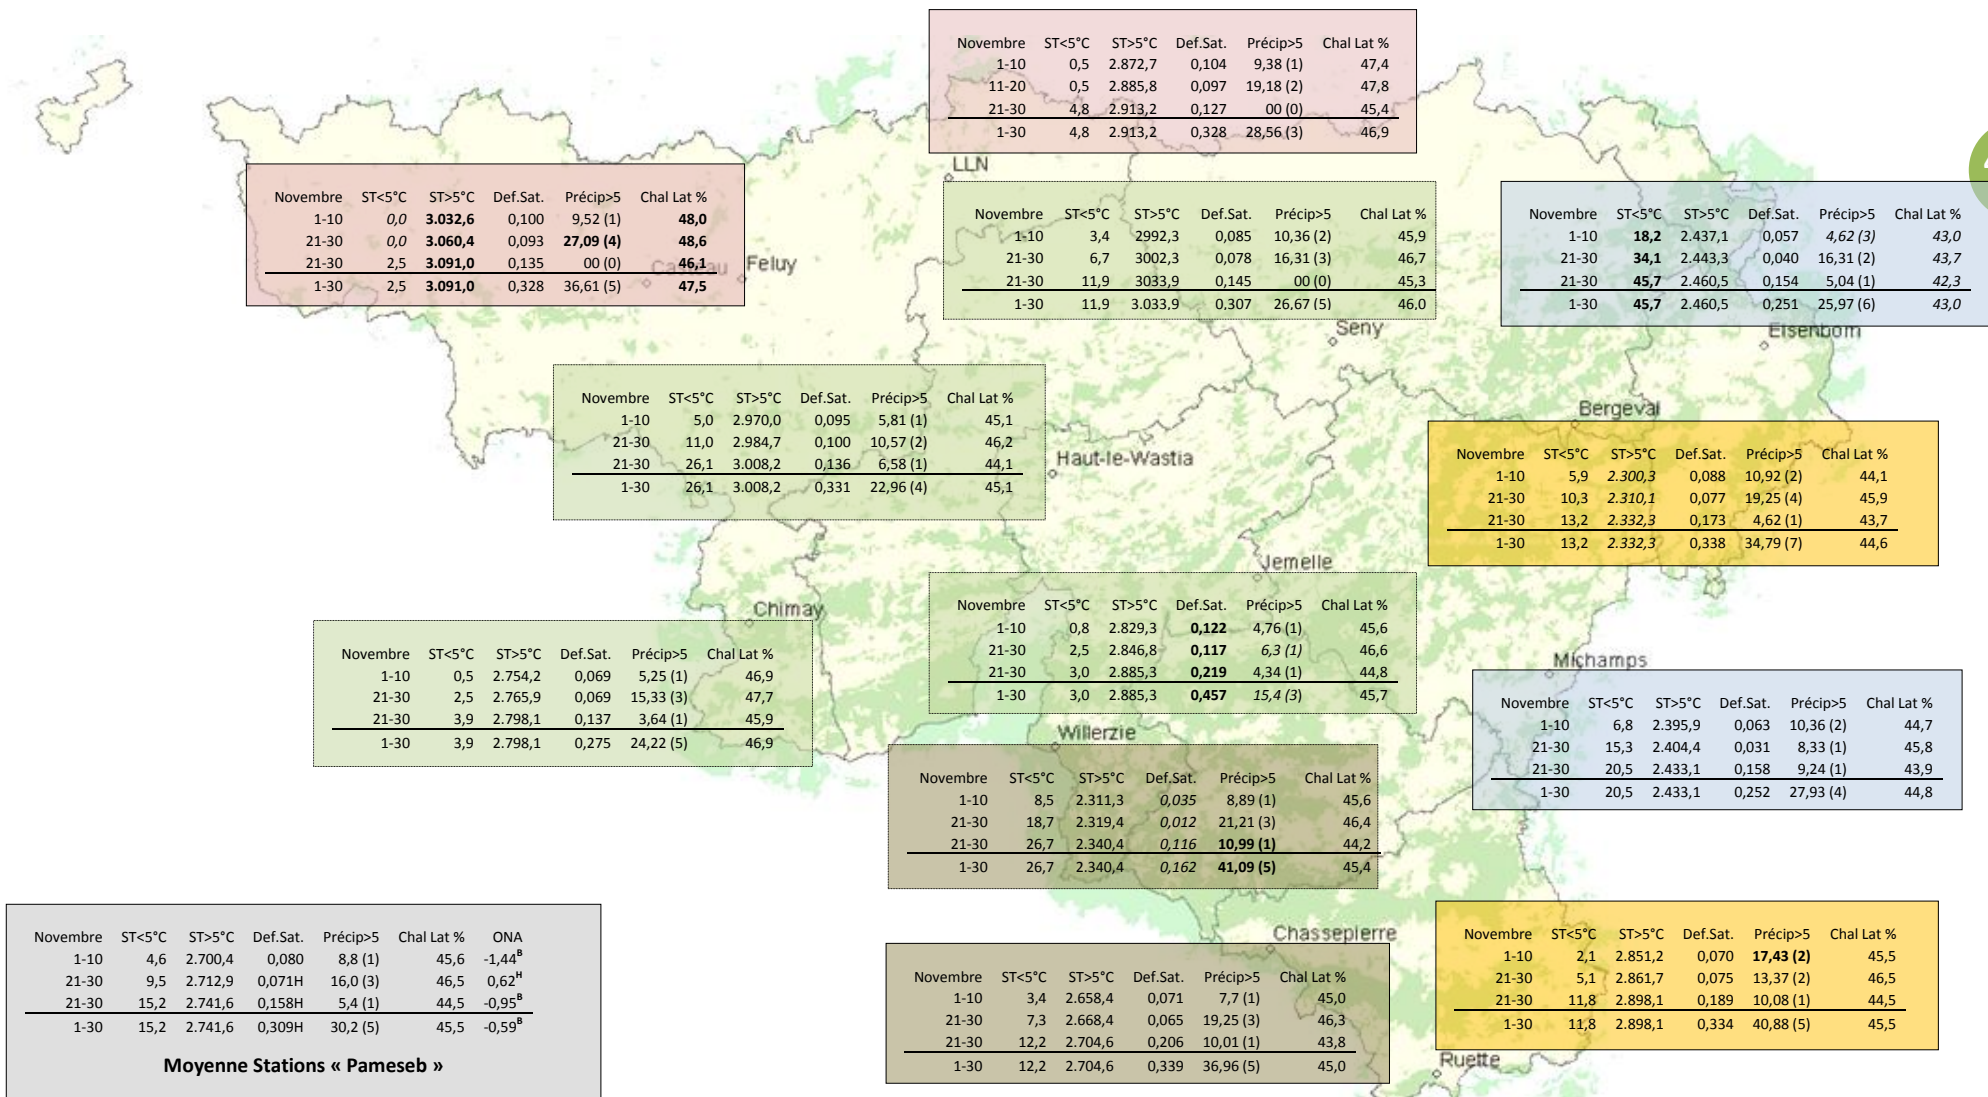 Novembre ST<5°C ST>5°C Def.Sat. Précip>5 Chal Lat %
1-10 0,5 2.872,7 0,104 9,38 (1) 47,4
11-20 0,5 2.885,8 0,097 19,18 (2) 47,8
21-30 4,8 2.913,2 0,127 00 (0) 45,4
1-30 4,8 2.913,2 0,328 28,56 (3) 46,9
LLN
Novembre ST<5°C ST>5°C Def.Sat. Précip>5 Chal Lat %
1-10 0,0 3.032,6 0,100 9,52 (1) 48,0
21-30 0,0 3.060,4 0,093 27,09 (4) 48,6
21-30 2,5 3.091,0 0,135 00 (0) 46,1
1-30 2,5 3.091,0 0,328 36,61 (5) 47,5
Casteau
Feluy
Novembre ST<5°C ST>5°C Def.Sat. Précip>5 Chal Lat %
1-10 3,4 2992,3 0,085 10,36 (2) 45,9
21-30 6,7 3002,3 0,078 16,31 (3) 46,7
21-30 11,9 3033,9 0,145 00 (0) 45,3
1-30 11,9 3.033,9 0,307 26,67 (5) 46,0
Seny
Novembre ST<5°C ST>5°C Def.Sat. Précip>5 Chal Lat %
1-10 18,2 2.437,1 0,057 4,62 (3) 43,0
21-30 34,1 2.443,3 0,040 16,31 (2) 43,7
21-30 45,7 2.460,5 0,154 5,04 (1) 42,3
1-30 45,7 2.460,5 0,251 25,97 (6) 43,0
Elsenborn
Novembre ST<5°C ST>5°C Def.Sat. Précip>5 Chal Lat %
1-10 5,0 2.970,0 0,095 5,81 (1) 45,1
21-30 11,0 2.984,7 0,100 10,57 (2) 46,2
21-30 26,1 3.008,2 0,136 6,58 (1) 44,1
1-30 26,1 3.008,2 0,331 22,96 (4) 45,1
Haut-le-Wastia
Bergeval
Novembre ST<5°C ST>5°C Def.Sat. Précip>5 Chal Lat %
1-10 5,9 2.300,3 0,088 10,92 (2) 44,1
21-30 10,3 2.310,1 0,077 19,25 (4) 45,9
21-30 13,2 2.332,3 0,173 4,62 (1) 43,7
1-30 13,2 2.332,3 0,338 34,79 (7) 44,6
Jemelle
Novembre ST<5°C ST>5°C Def.Sat. Précip>5 Chal Lat %
1-10 0,8 2.829,3 0,122 4,76 (1) 45,6
21-30 2,5 2.846,8 0,117 6,3 (1) 46,6
21-30 3,0 2.885,3 0,219 4,34 (1) 44,8
1-30 3,0 2.885,3 0,457 15,4 (3) 45,7
Chimay
Novembre ST<5°C ST>5°C Def.Sat. Précip>5 Chal Lat %
1-10 0,5 2.754,2 0,069 5,25 (1) 46,9
21-30 2,5 2.765,9 0,069 15,33 (3) 47,7
21-30 3,9 2.798,1 0,137 3,64 (1) 45,9
1-30 3,9 2.798,1 0,275 24,22 (5) 46,9
Michamps
Novembre ST<5°C ST>5°C Def.Sat. Précip>5 Chal Lat %
1-10 6,8 2.395,9 0,063 10,36 (2) 44,7
21-30 15,3 2.404,4 0,031 8,33 (1) 45,8
21-30 20,5 2.433,1 0,158 9,24 (1) 43,9
1-30 20,5 2.433,1 0,252 27,93 (4) 44,8
Willerzie
Novembre ST<5°C ST>5°C Def.Sat. Précip>5 Chal Lat %
1-10 8,5 2.311,3 0,035 8,89 (1) 45,6
21-30 18,7 2.319,4 0,012 21,21 (3) 46,4
21-30 26,7 2.340,4 0,116 10,99 (1) 44,2
1-30 26,7 2.340,4 0,162 41,09 (5) 45,4
Novembre ST<5°C ST>5°C Def.Sat. Précip>5 Chal Lat % ONA
1-10 4,6 2.700,4 0,080 8,8 (1) 45,6 -1,44B
21-30 9,5 2.712,9 0,071H 16,0 (3) 46,5 0,62H
21-30 15,2 2.741,6 0,158H 5,4 (1) 44,5 -0,95B
1-30 15,2 2.741,6 0,309H 30,2 (5) 45,5 -0,59B
Moyenne Stations « Pameseb »
Chassepierre
Novembre ST<5°C ST>5°C Def.Sat. Précip>5 Chal Lat %
1-10 3,4 2.658,4 0,071 7,7 (1) 45,0
21-30 7,3 2.668,4 0,065 19,25 (3) 46,3
21-30 12,2 2.704,6 0,206 10,01 (1) 43,8
1-30 12,2 2.704,6 0,339 36,96 (5) 45,0
Novembre ST<5°C ST>5°C Def.Sat. Précip>5 Chal Lat %
1-10 2,1 2.851,2 0,070 17,43 (2) 45,5
21-30 5,1 2.861,7 0,075 13,37 (2) 46,5
21-30 11,8 2.898,1 0,189 10,08 (1) 44,5
1-30 11,8 2.898,1 0,334 40,88 (5) 45,5
Ruette